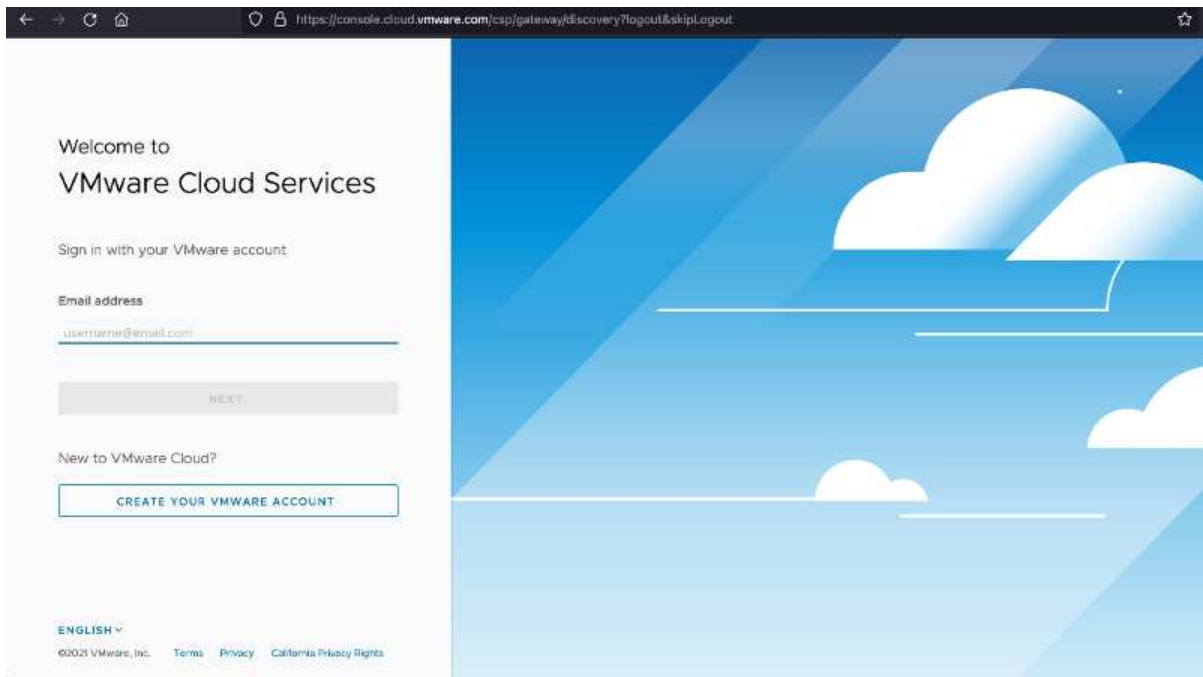 https://console.cloud.vmware.com/csp/gateway/discovery?logout&skipLogout
Welcome to
VMware Cloud Services
Sign in with your VMware account
Email address
username@email.com
NEXT
New to VMware Cloud?
CREATE YOUR VMWARE ACCOUNT
ENGLISH
©2021 VMware, Inc. Terms Privacy California Privacy Rights